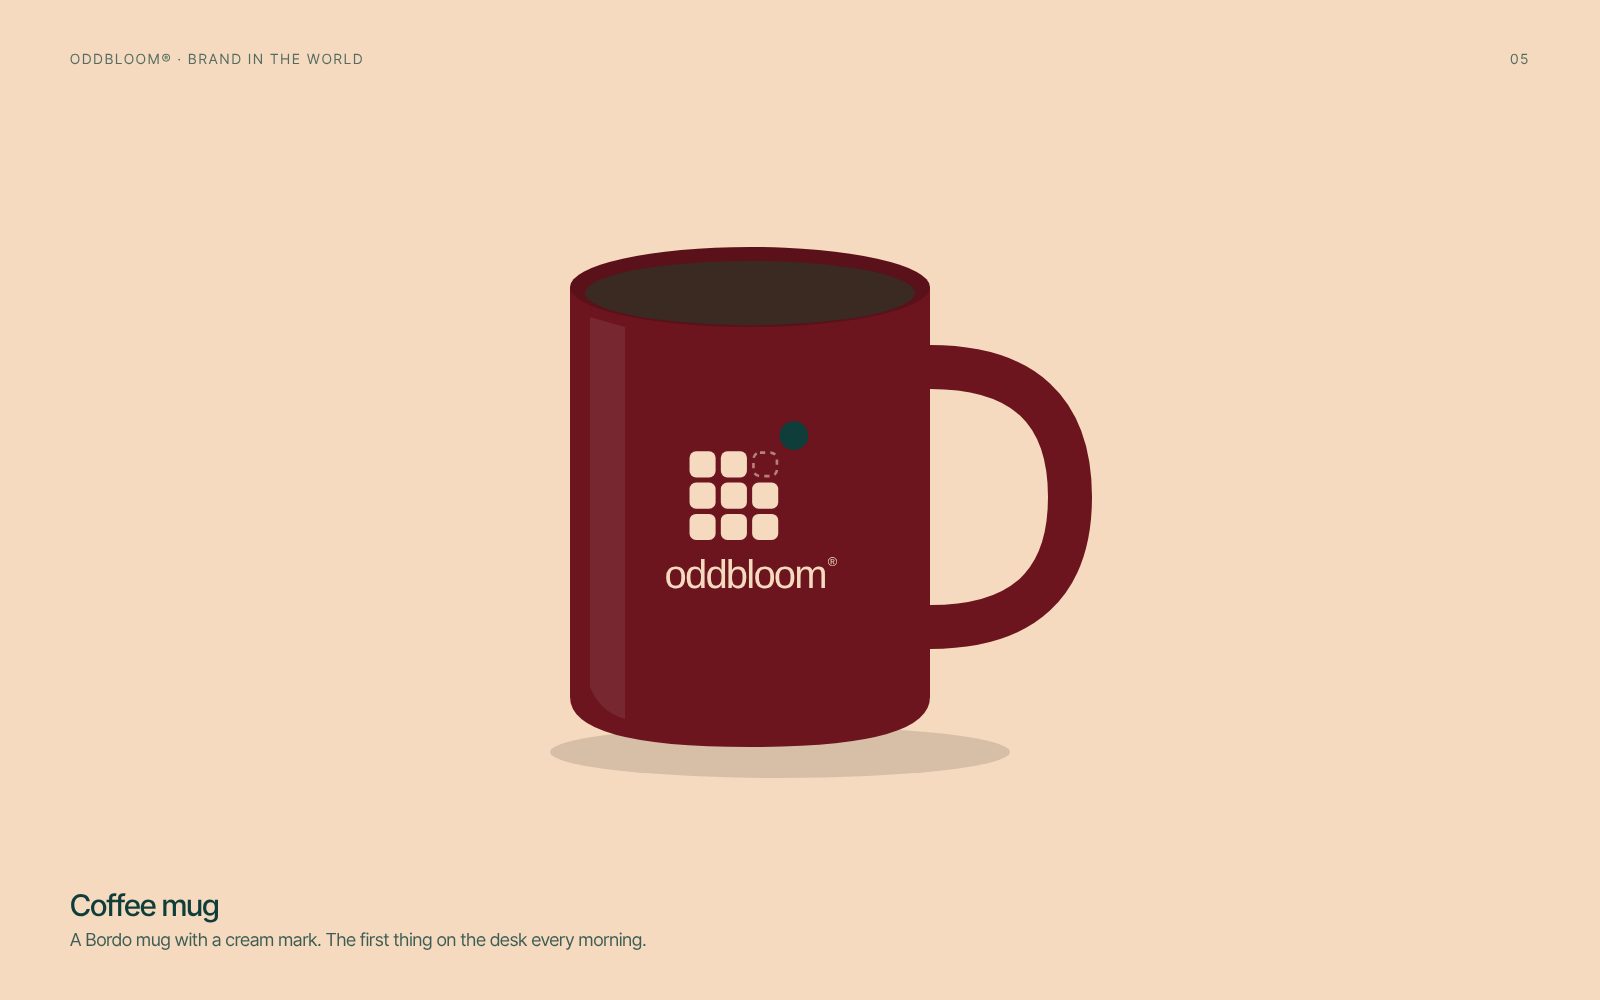 ODDBLOOM® · BRAND IN THE WORLD
05
oddbloom®
Coffee mug
A Bordo mug with a cream mark. The first thing on the desk every morning.